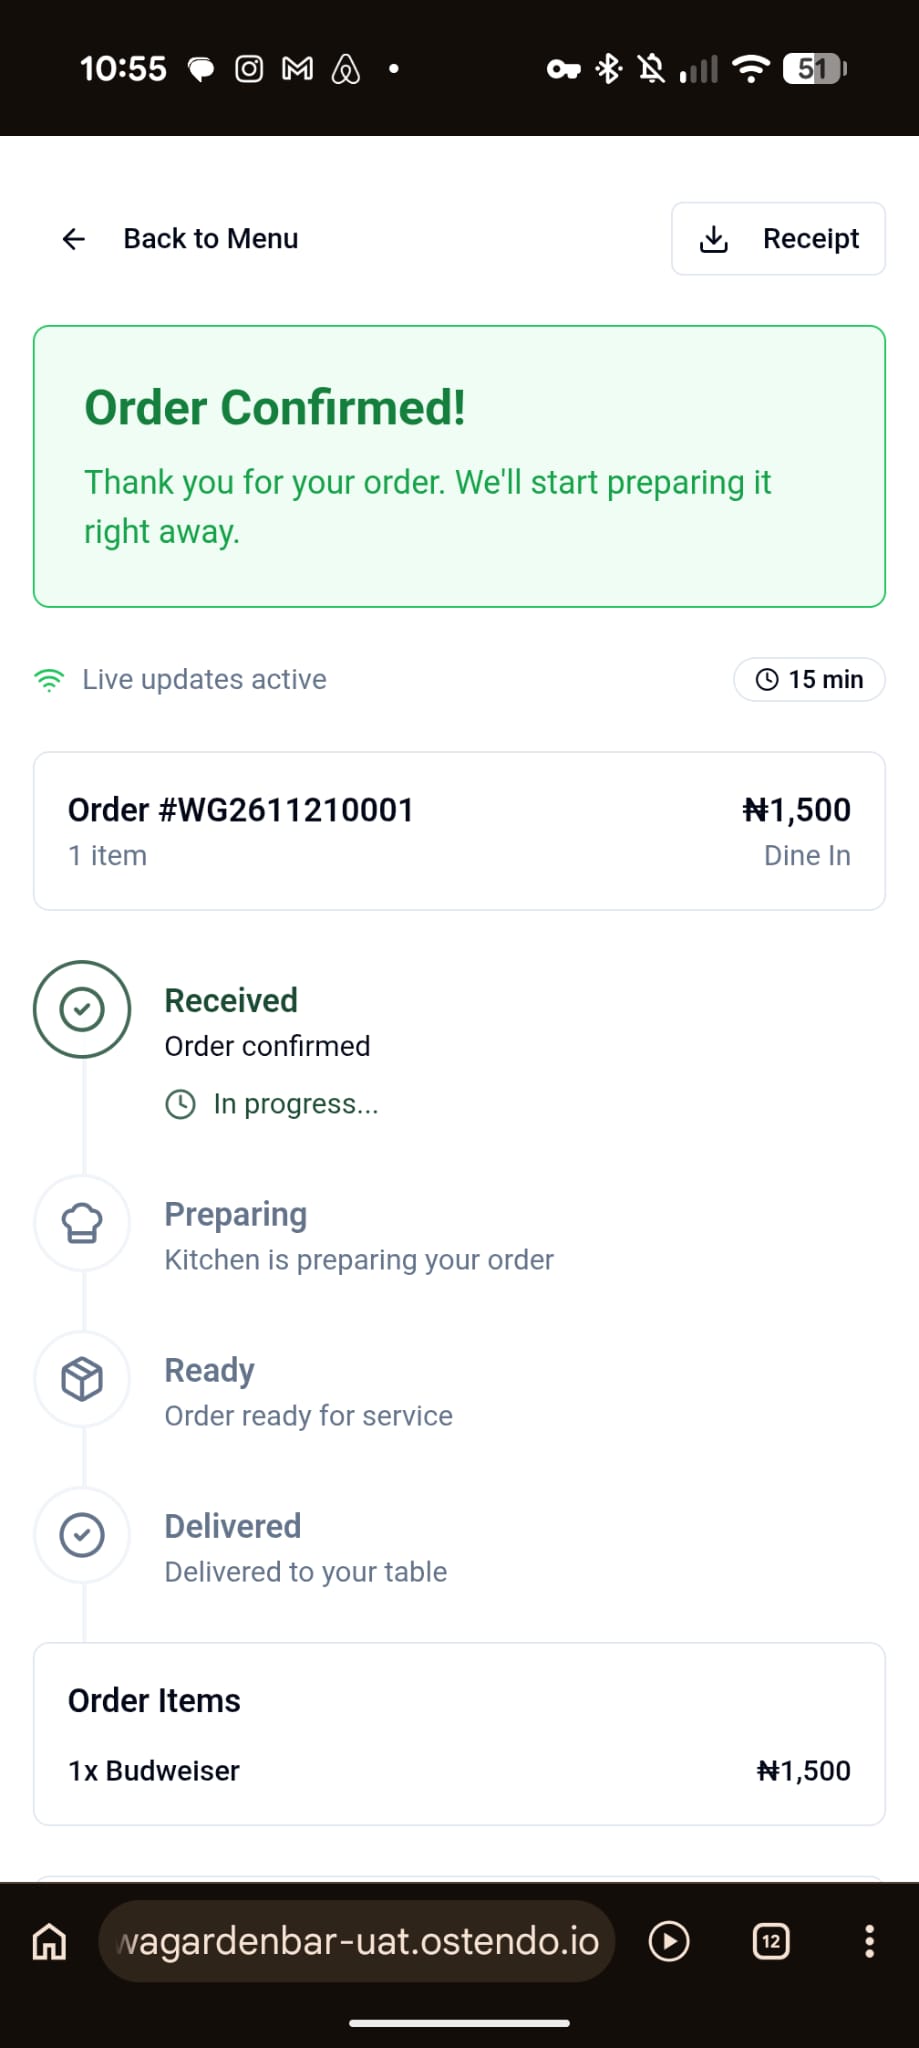 10:55
51
Back to Menu
Receipt
Order Confirmed!
Thank you for your order. We'll start preparing it
right away.
Live updates active
15 min
Order #WG2611210001
₦1,500
1 item
Dine In
Received
Order confirmed
In progress...
Preparing
Kitchen is preparing your order
Ready
Order ready for service
Delivered
Delivered to your table
Order Items
1x Budweiser
₦1,500
wagardenbar-uat.ostendo.io
12